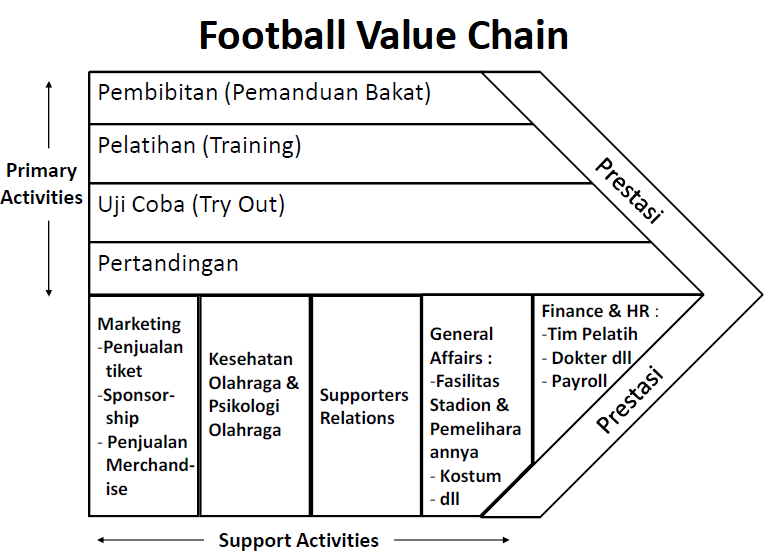 Football Value Chain
Pembibitan (Pemanduan Bakat)
Pelatihan (Training)
Uji Coba (Try Out)
Pertandingan
Primary
Activities
Prestasi
Marketing
-Penjualan
tiket
-Sponsor-
ship
- Penjualan
Merchand-
ise
Kesehatan
Olahraga &
Psikologi
Olahraga
Supporters
Relations
General
Affairs :
-Fasilitas
Stadion &
Pemelihara
annya
- Kostum
- dll
Finance & HR :
-Tim Pelatih
- Dokter dll
- Payroll
Prestasi
Support Activities